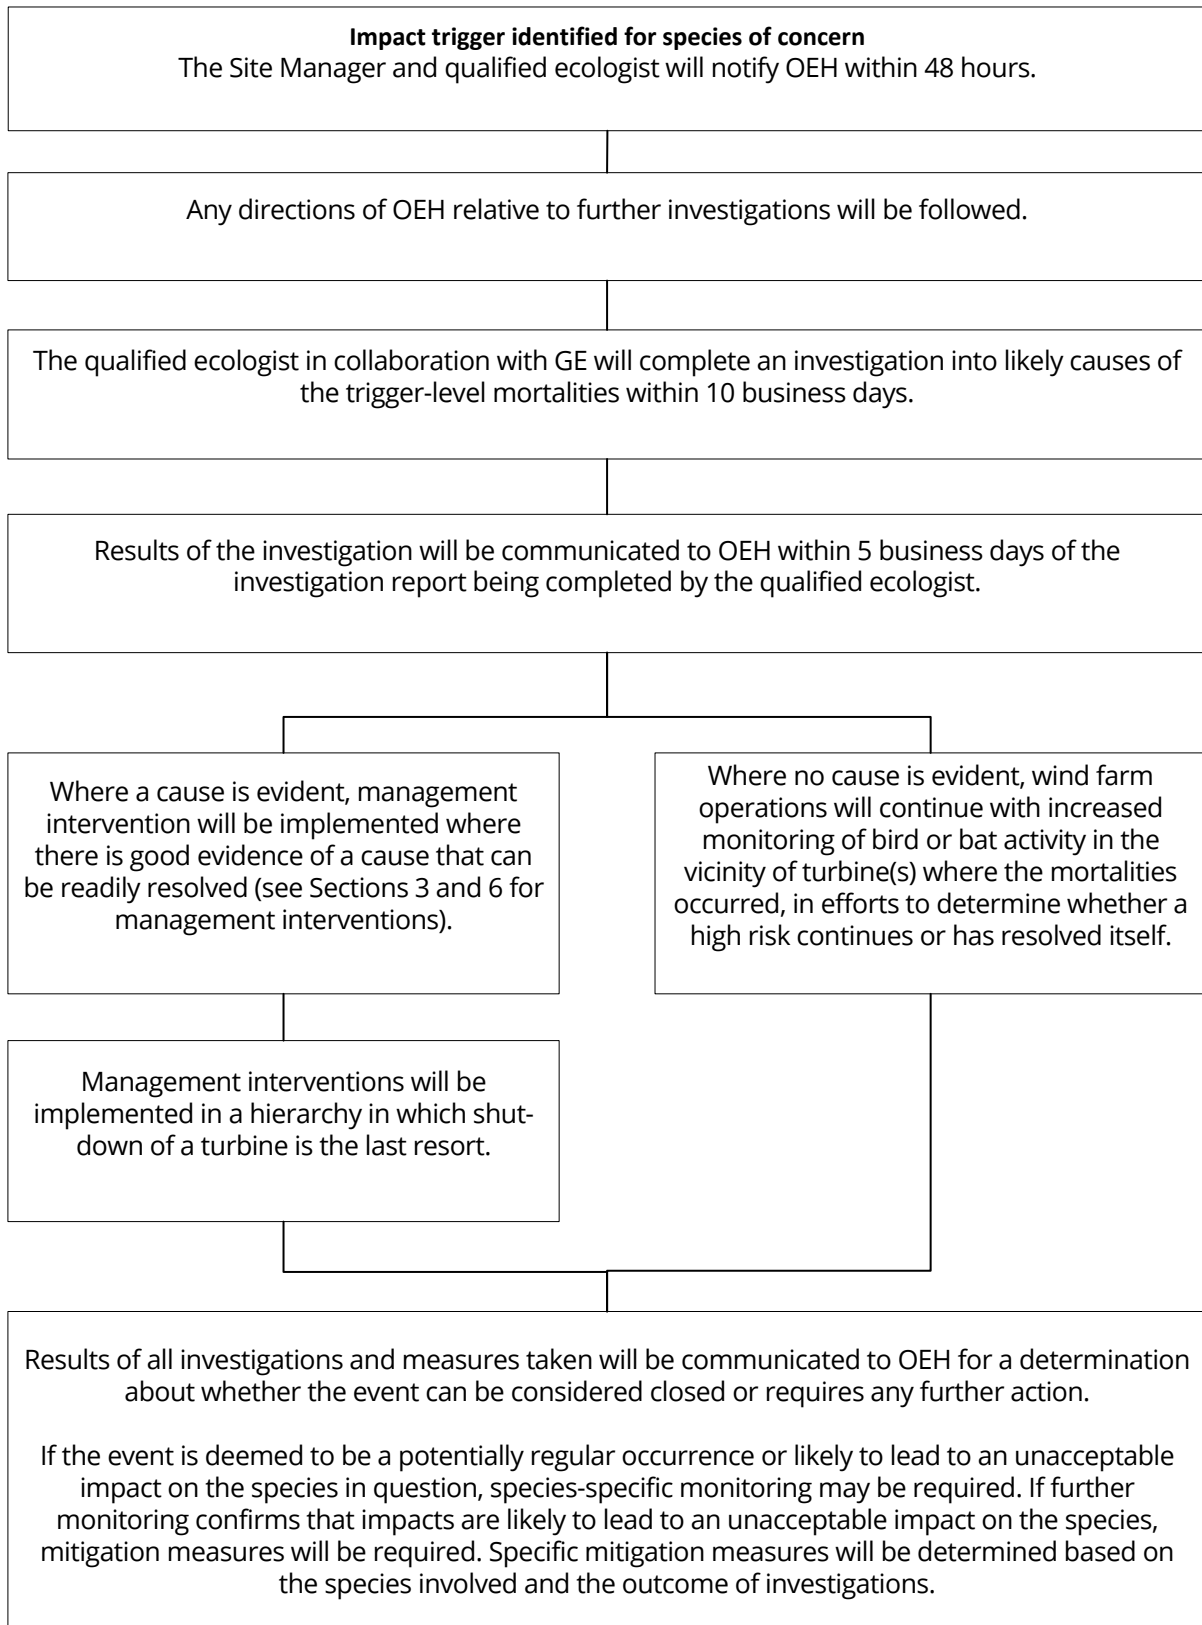 Impact trigger identified for species of concern
The Site Manager and qualified ecologist will notify OEH within 48 hours.
Any directions of OEH relative to further investigations will be followed.
The qualified ecologist in collaboration with GE will complete an investigation into likely causes of
the trigger-level mortalities within 10 business days.
Results of the investigation will be communicated to OEH within 5 business days of the
investigation report being completed by the qualified ecologist.
Where a cause is evident, management
intervention will be implemented where
there is good evidence of a cause that can
be readily resolved (see Sections 3 and 6 for
management interventions).
Where no cause is evident, wind farm
operations will continue with increased
monitoring of bird or bat activity in the
vicinity of turbine(s) where the mortalities
occurred, in efforts to determine whether a
high risk continues or has resolved itself.
Management interventions will be
implemented in a hierarchy in which shut-
down of a turbine is the last resort.
Results of all investigations and measures taken will be communicated to OEH for a determination
about whether the event can be considered closed or requires any further action.
If the event is deemed to be a potentially regular occurrence or likely to lead to an unacceptable
impact on the species in question, species-specific monitoring may be required. If further
monitoring confirms that impacts are likely to lead to an unacceptable impact on the species,
mitigation measures will be required. Specific mitigation measures will be determined based on
the species involved and the outcome of investigations.